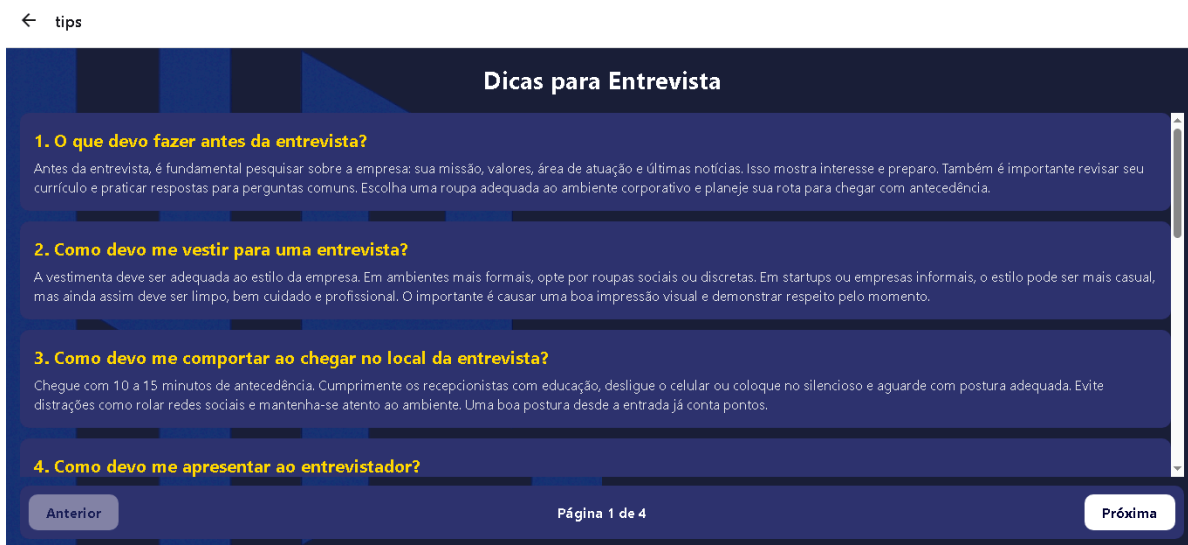 tips
Dicas para Entrevista
1. O que devo fazer antes da entrevista?
Antes da entrevista, é fundamental pesquisar sobre a empresa: sua missão, valores, área de atuação e últimas notícias. Isso mostra interesse e preparo. Também é importante revisar seu
currículo e praticar respostas para perguntas comuns. Escolha uma roupa adequada ao ambiente corporativo e planeje sua rota para chegar com antecedência.
2. Como devo me vestir para uma entrevista?
A vestimenta deve ser adequada ao estilo da empresa. Em ambientes mais formais, opte por roupas sociais ou discretas. Em startups ou empresas informais, o estilo pode ser mais casual,
mas ainda assim deve ser limpo, bem cuidado e profissional. O importante é causar uma boa impressão visual e demonstrar respeito pelo momento.
3. Como devo me comportar ao chegar no local da entrevista?
Chegue com 10 a 15 minutos de antecedência. Cumprimente os recepcionistas com educação, desligue o celular ou coloque no silencioso e aguarde com postura adequada. Evite
distrações como rolar redes sociais e mantenha-se atento ao ambiente. Uma boa postura desde a entrada já conta pontos.
4. Como devo me apresentar ao entrevistador?
Anterior
Página 1 de 4
Próxima